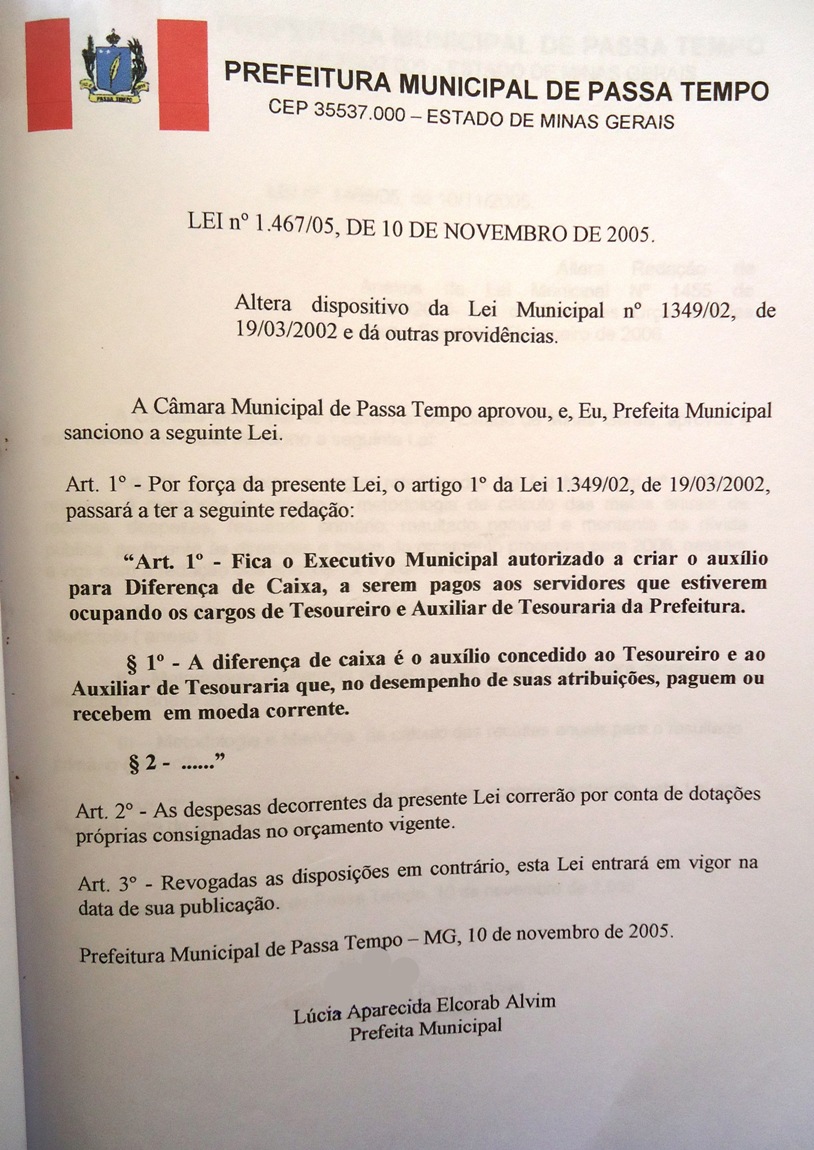 PASSA TEMPO
PREFEITURA MUNICIPAL DE PASSA TEMPO
CEP 35537.000 – ESTADO DE MINAS GERAIS
LEI nº 1.467/05, DE 10 DE NOVEMBRO DE 2005.
Altera dispositivo da Lei Municipal nº 1349/02, de
19/03/2002 e dá outras providências.
A Câmara Municipal de Passa Tempo aprovou, e, Eu, Prefeita Municipal
sanciono a seguinte Lei.
Art. 1º - Por força da presente Lei, o artigo 1º da Lei 1.349/02, de 19/03/2002,
passará a ter a seguinte redação:
“Art. 1º - Fica o Executivo Municipal autorizado a criar o auxílio
para Diferença de Caixa, a serem pagos aos servidores que estiverem
ocupando os cargos de Tesoureiro e Auxiliar de Tesouraria da Prefeitura.
§ 1º - A diferença de caixa é o auxílio concedido ao Tesoureiro e ao
Auxiliar de Tesouraria que, no desempenho de suas atribuições, paguem ou
recebem em moeda corrente.
§ 2 - ......”
Art. 2º - As despesas decorrentes da presente Lei correrão por conta de dotações
próprias consignadas no orçamento vigente.
Art. 3º - Revogadas as disposições em contrário, esta Lei entrará em vigor na
data de sua publicação.
Prefeitura Municipal de Passa Tempo – MG, 10 de novembro de 2005.
Lúcia Aparecida Elcorab Alvim
Prefeita Municipal